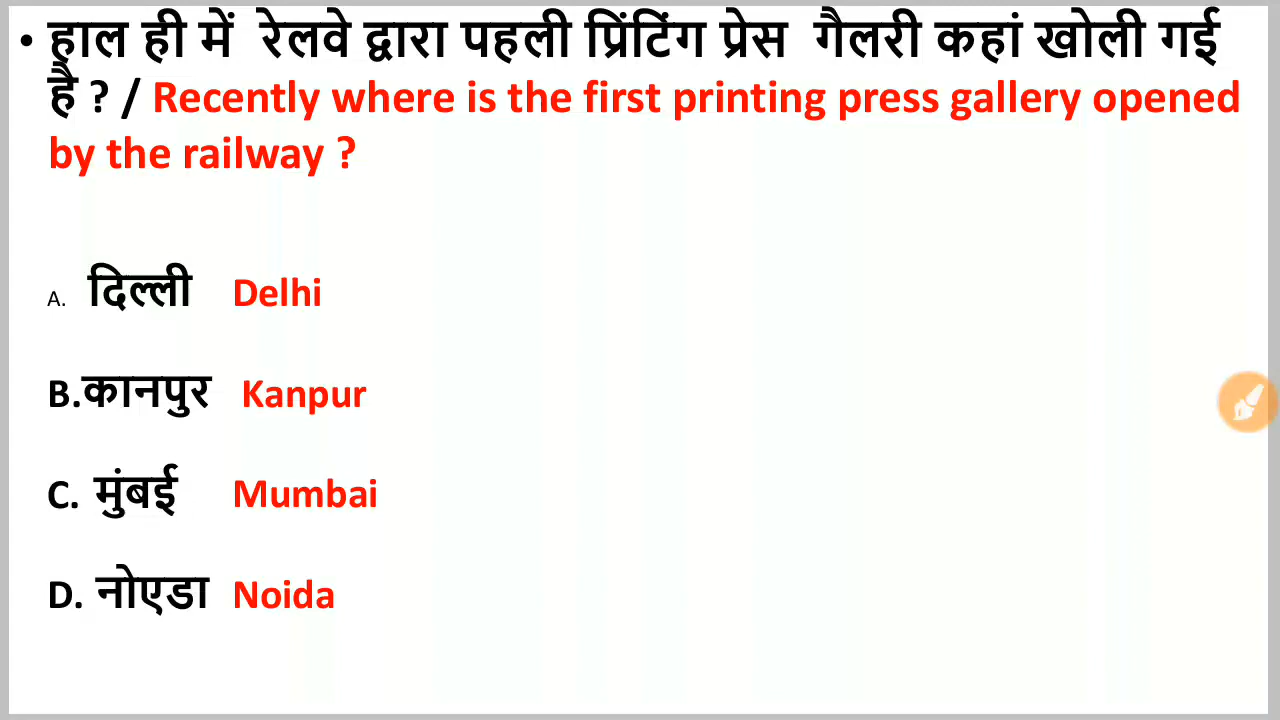 • हाल ही में रेलवे द्वारा पहली प्रिंटिंग प्रेस गैलरी कहां खोली गई
है ? / Recently where is the first printing press gallery opened
by the railway ?
A. दिल्ली Delhi
B.कानपुर Kanpur
C. मुंबई Mumbai
D. नोएडा Noida